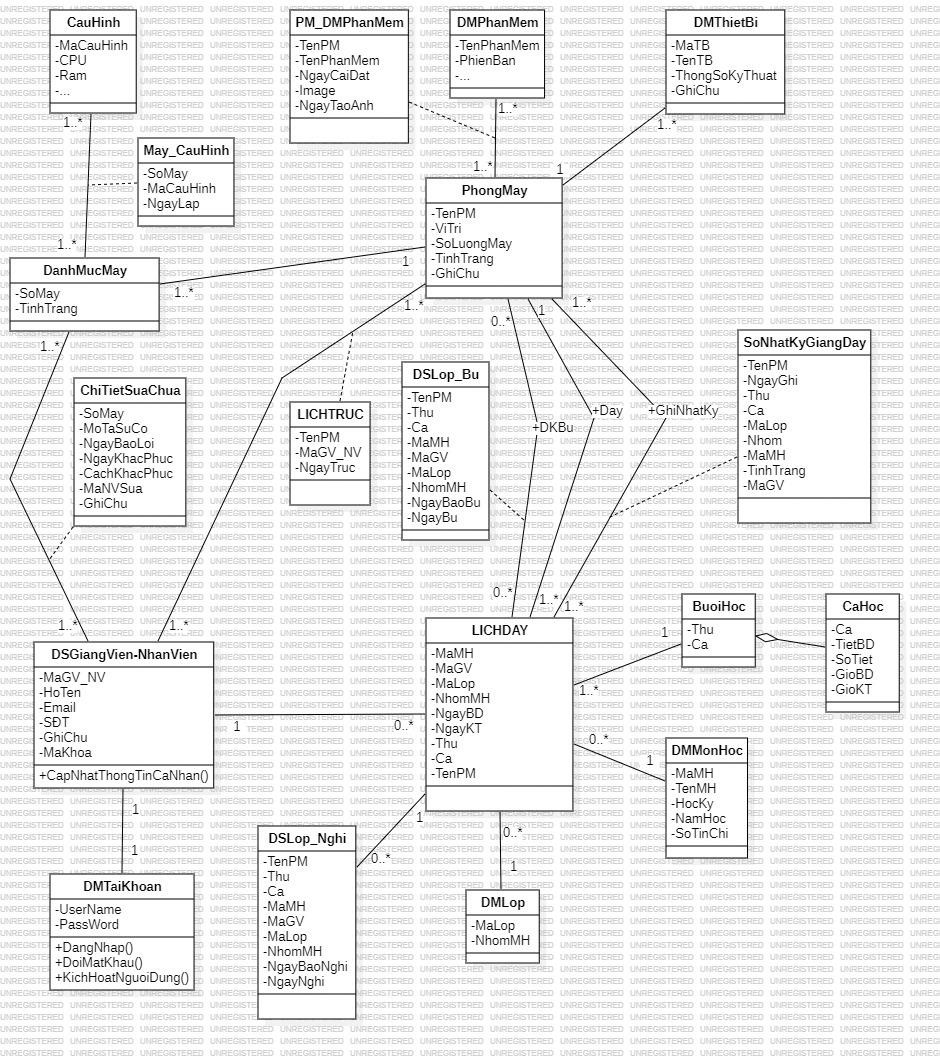 CauHinh
-MaCauHinh
-CPU
-Ram
-...
1..*
May_CauHinh
-SoMay
-MaCauHinh
-NgayLap
1..*
PM_DMPhanMem
-TenPM
-TenPhanMem
-NgayCaiDat
-Image
-NgayTaoAnh
DMPhanMem
-TenPhanMem
-PhienBan
-...
1..*
1..*
DMThietBi
-MaTB
-TenTB
-ThongSoKyThuat
-GhiChu
1..*
1
PhongMay
-TenPM
-ViTri
-SoLuongMay
-TinhTrang
-GhiChu
1
1..*
0..*
1
1..*
DanhMucMay
-SoMay
-TinhTrang
1..*
1..*
ChiTietSuaChua
-SoMay
-MoTaSuCo
-NgayBaoLoi
-NgayKhacPhuc
-CachKhacPhuc
-MaNVSua
-GhiChu
LICHTRUC
-TenPM
-MaGV_NV
-NgayTruc
DSLop_Bu
-TenPM
-Thu
-Ca
-MaMH
-MaGV
-MaLop
-NhomMH
-NgayBaoBu
-NgayBu
+DKBu
+Day
+GhiNhatKy
SoNhatKyGiangDay
-TenPM
-NgayGhi
-Thu
-Ca
-MaLop
-Nhom
-MaMH
-TinhTrang
-MaGV
1..*
1..*
0..*
1..*
1..*
DSGiangVien-NhanVien
-MaGV_NV
-HoTen
-Email
-SĐT
-GhiChu
-MaKhoa
+CapNhatThongTinCaNhan()
1
0..*
LICHDAY
-MaMH
-MaGV
-MaLop
-NhomMH
-NgayBD
-NgayKT
-Thu
-Ca
-TenPM
1
1..*
BuoiHoc
-Thu
-Ca
CaHoc
-Ca
-TietBD
-SoTiet
-GioBD
-GioKT
0..*
1
DMMonHoc
-MaMH
-TenMH
-HocKy
-NamHoc
-SoTinChi
1
1
DMTaiKhoan
-UserName
-PassWord
+DangNhap()
+DoiMatKhau()
+KichHoatNguoiDung()
1
0..*
DSLop_Nghi
-TenPM
-Thu
-Ca
-MaMH
-MaGV
-MaLop
-NhomMH
-NgayBaoNghi
-NgayNghi
0..*
1
DMLop
-MaLop
-NhomMH
UNREGISTERED